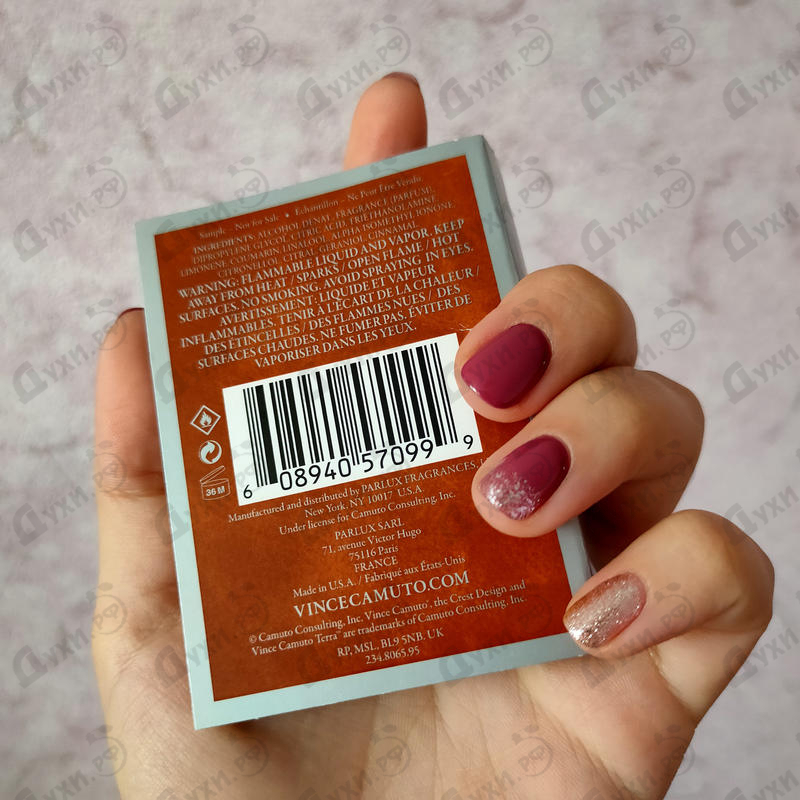 Sample - Not for Sale • Echantillon - Ne Peut Être Vendu.
INGREDIENTS: ALCOHOL DENAT, FRAGRANCE (PARFUM),
DIPROPYLENE GLYCOL, CITRIC ACID, TRIETHANOLAMINE
LIMONENE, COUMARIN, LINALOOL, ALPHA-ISOMETHYL IONONE,
CITRONELLOL, CITRAL, GERANIOL, CINNAMAL
WARNING: FLAMMABLE LIQUID AND VAPOR. KEEP
AWAY FROM HEAT / SPARKS / OPEN FLAME / HOT
SURFACES. NO SMOKING. AVOID SPRAYING IN EYES.
AVERTISSEMENT: LIQUIDE ET VAPEUR
INFLAMMABLES. TENIR À L'ÉCART DE LA CHALEUR /
DES ÉTINCELLES / DES FLAMMES NUES / DES
SURFACES CHAUDES. NE FUMER PAS. ÉVITER DE
VAPORISER DANS LES YEUX.
6 08940 57099 9
36 M
Manufactured and distributed by PARLUX FRAGRANCES,
New York, NY 10017 U.S.A
Under license for Camuto Consulting, Inc.
PARLUX SARL
71, avenue Victor Hugo
75116 Paris
FRANCE
Made in U.S.A. / Fabriqué aux États-Unis
VINCECAMUTO.COM
© Camuto Consulting, Inc. Vince Camuto®, the Crest Design and
Vince Camuto Terra™ are trademarks of Camuto Consulting, Inc.
RP, MSL, BL9 5NB, UK
234.8065.95
Духи.РФ